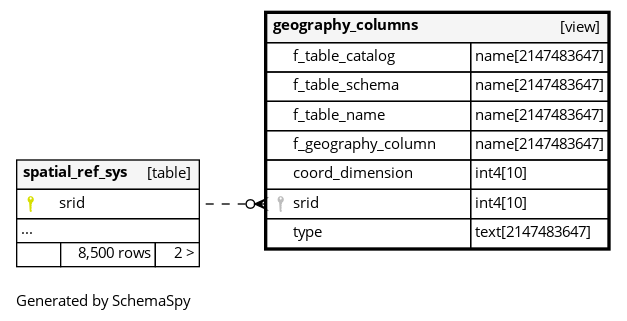 geography_columns [view]
f_table_catalog name[2147483647]
f_table_schema name[2147483647]
f_table_name name[2147483647]
f_geography_column name[2147483647]
coord_dimension int4[10]
srid int4[10]
type text[2147483647]
spatial_ref_sys [table]
srid
...
8,500 rows 2 >
Generated by SchemaSpy